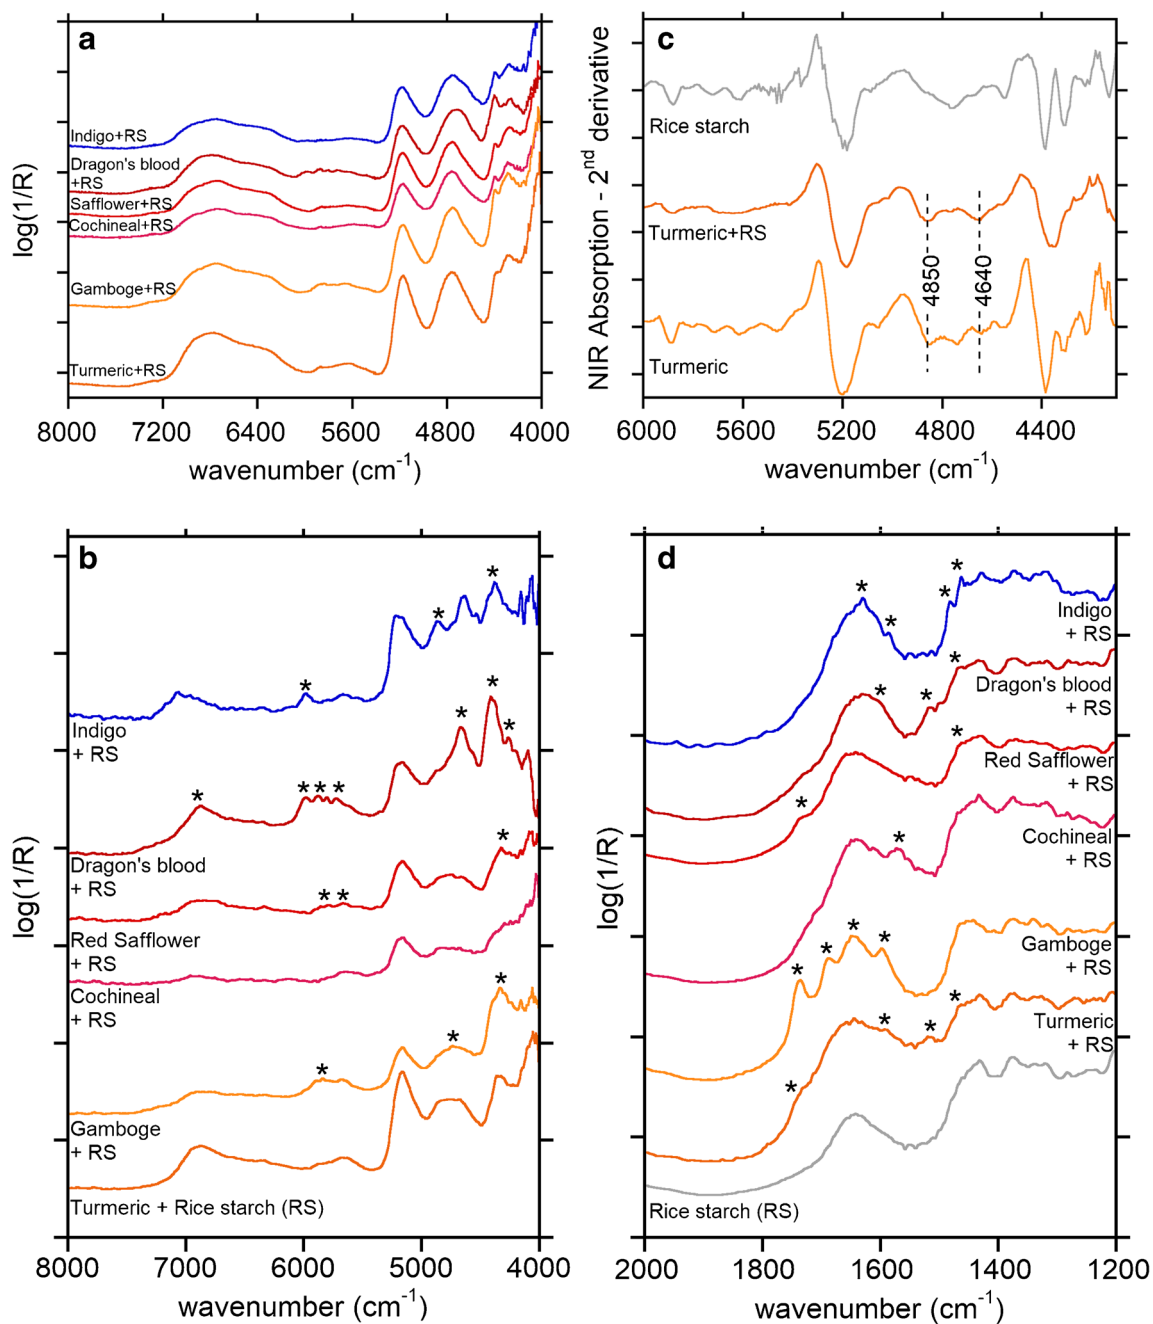 a
Indigo+RS
Dragon's blood
+RS
Safflower+RS
Cochineal+RS
Gamboge+RS
Turmeric+RS
log(1/R)
8000 7200 6400 5600 4800 4000
wavenumber (cm⁻¹)
c
Rice starch
Turmeric+RS
Turmeric
4850
4640
NIR Absorption - 2ⁿᵈ derivative
6000 5600 5200 4800 4400
wavenumber (cm⁻¹)
b
* * *
Indigo
+ RS
* * * * * * *
Dragon's blood
+ RS
* * *
Red Safflower
+ RS
Cochineal
+ RS
* * *
Gamboge
+ RS
Turmeric + Rice starch (RS)
log(1/R)
8000 7000 6000 5000 4000
wavenumber (cm⁻¹)
d
* * * *
Indigo
+ RS
* * *
Dragon's blood
+ RS
* *
Red Safflower
+ RS
*
Cochineal
+ RS
* * * *
Gamboge
+ RS
* * * *
Turmeric
+ RS
Rice starch (RS)
log(1/R)
2000 1800 1600 1400 1200
wavenumber (cm⁻¹)